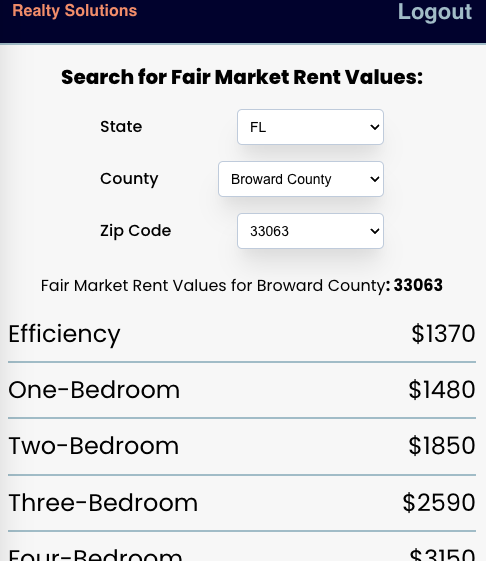 Realty Solutions Logout
Search for Fair Market Rent Values:
State FL
County Broward County
Zip Code 33063
Fair Market Rent Values for Broward County: 33063
Efficiency $1370
One-Bedroom $1480
Two-Bedroom $1850
Three-Bedroom $2590
Four-Bedroom $3150